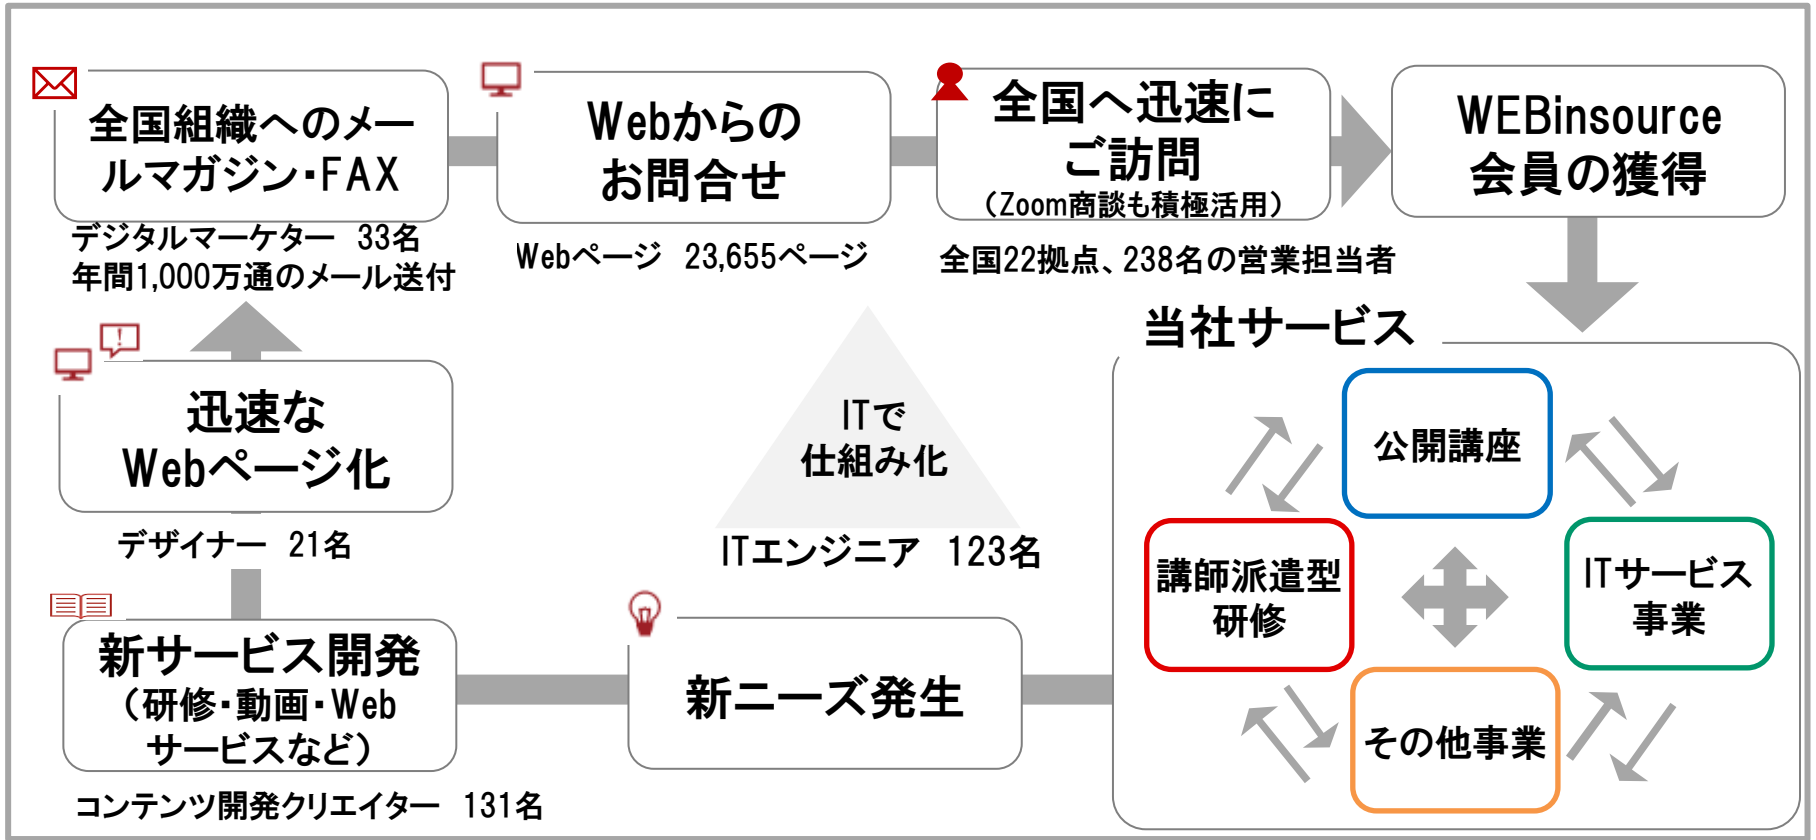 全国組織へのメー
ルマガジン・FAX
デジタルマーケター　33名
年間1,000万通のメール送付
Webからの
お問合せ
Webページ　23,655ページ
全国へ迅速に
ご訪問
（Zoom商談も積極活用）
全国22拠点、238名の営業担当者
WEBinsource
会員の獲得
当社サービス
公開講座
講師派遣型
研修
ITサービス
事業
その他事業
迅速な
Webページ化
デザイナー　21名
ITで
仕組み化
ITエンジニア　123名
新サービス開発
（研修・動画・Web
サービスなど）
コンテンツ開発クリエイター　131名
新ニーズ発生